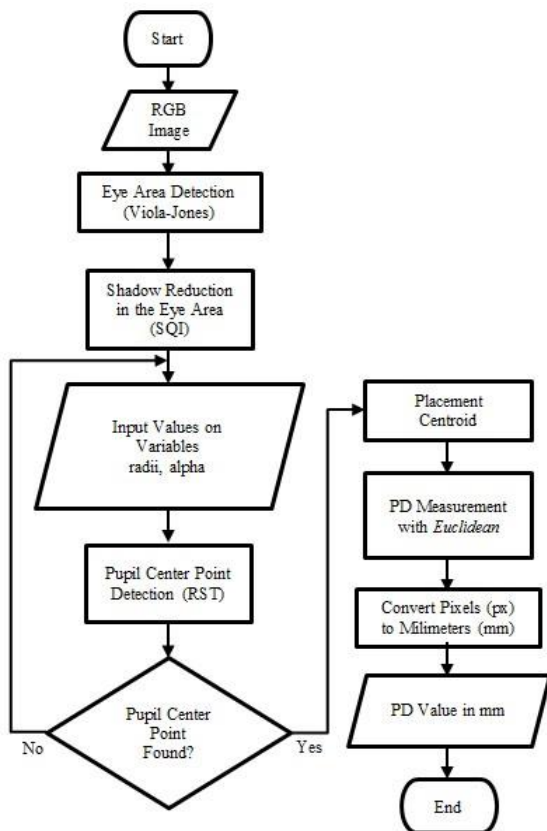 Start
RGB
Image
Eye Area Detection
(Viola-Jones)
Shadow Reduction
in the Eye Area
(SQI)
Input Values on
Variables
radii, alpha
Pupil Center Point
Detection (RST)
Pupil Center
Point
Found?
No
Yes
Placement
Centroid
PD Measurement
with Euclidean
Convert Pixels (px)
to Milimeters (mm)
PD Value in mm
End